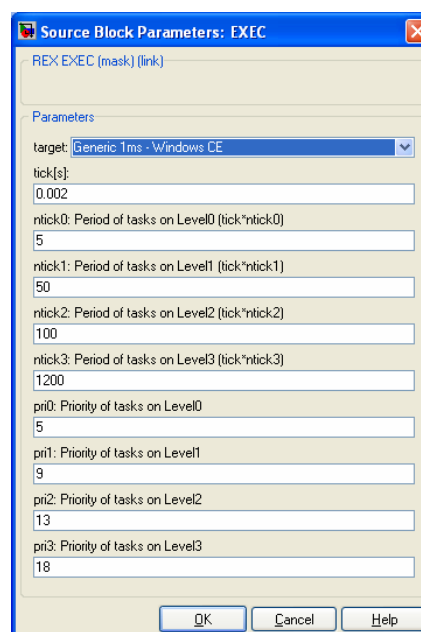 Source Block Parameters: EXEC
REX EXEC (mask) (link)
Parameters
target: Generic 1ms - Windows CE
tick[s]:
0.002
ntick0: Period of tasks on Level0 (tick*ntick0)
5
ntick1: Period of tasks on Level1 (tick*ntick1)
50
ntick2: Period of tasks on Level2 (tick*ntick2)
100
ntick3: Period of tasks on Level3 (tick*ntick3)
1200
pri0: Priority of tasks on Level0
5
pri1: Priority of tasks on Level1
9
pri2: Priority of tasks on Level2
13
pri3: Priority of tasks on Level3
18
OK Cancel Help